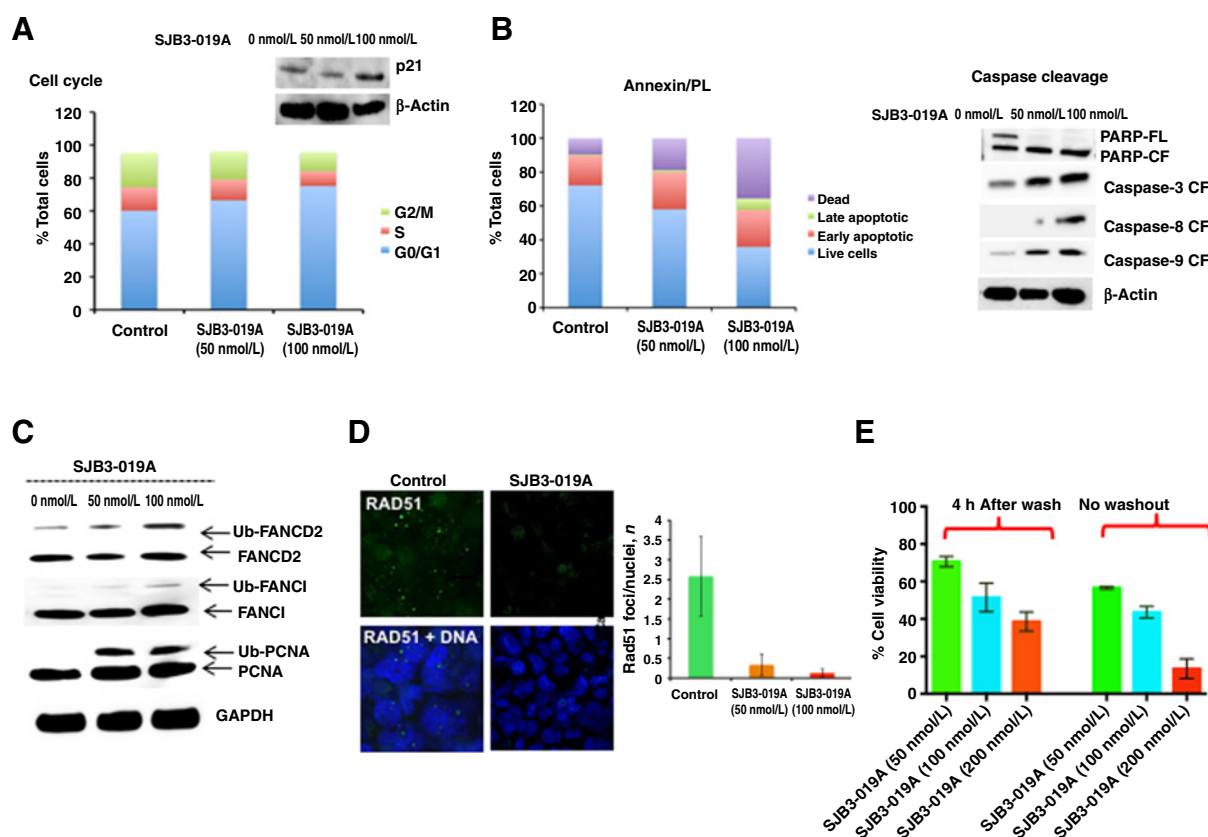 A
SJB3-019A 0 nmol/L 50 nmol/L 100 nmol/L
p21
β-Actin
Cell cycle
% Total cells
120
100
80
60
40
20
0
G2/M
S
G0/G1
Control
SJB3-019A
(50 nmol/L)
SJB3-019A
(100 nmol/L)
B
Annexin/PL
% Total cells
120
100
80
60
40
20
0
Dead
Late apoptotic
Early apoptotic
Live cells
Control
SJB3-019A
(50 nmol/L)
SJB3-019A
(100 nmol/L)
Caspase cleavage
SJB3-019A 0 nmol/L 50 nmol/L 100 nmol/L
PARP-FL
PARP-CF
Caspase-3 CF
Caspase-8 CF
Caspase-9 CF
β-Actin
C
SJB3-019A
0 nmol/L 50 nmol/L 100 nmol/L
Ub-FANCD2
FANCD2
Ub-FANCI
FANCI
Ub-PCNA
PCNA
GAPDH
D
Control
SJB3-019A
RAD51
RAD51 + DNA
Rad51 foci/nuclei, n
4
3.5
3
2.5
2
1.5
1
0.5
0
Control
SJB3-019A
(50 nmol/L)
SJB3-019A
(100 nmol/L)
E
4 h After wash
No washout
% Cell viability
100
80
60
40
20
0
SJB3-019A (50 nmol/L)
SJB3-019A (100 nmol/L)
SJB3-019A (200 nmol/L)
SJB3-019A (50 nmol/L)
SJB3-019A (100 nmol/L)
SJB3-019A (200 nmol/L)